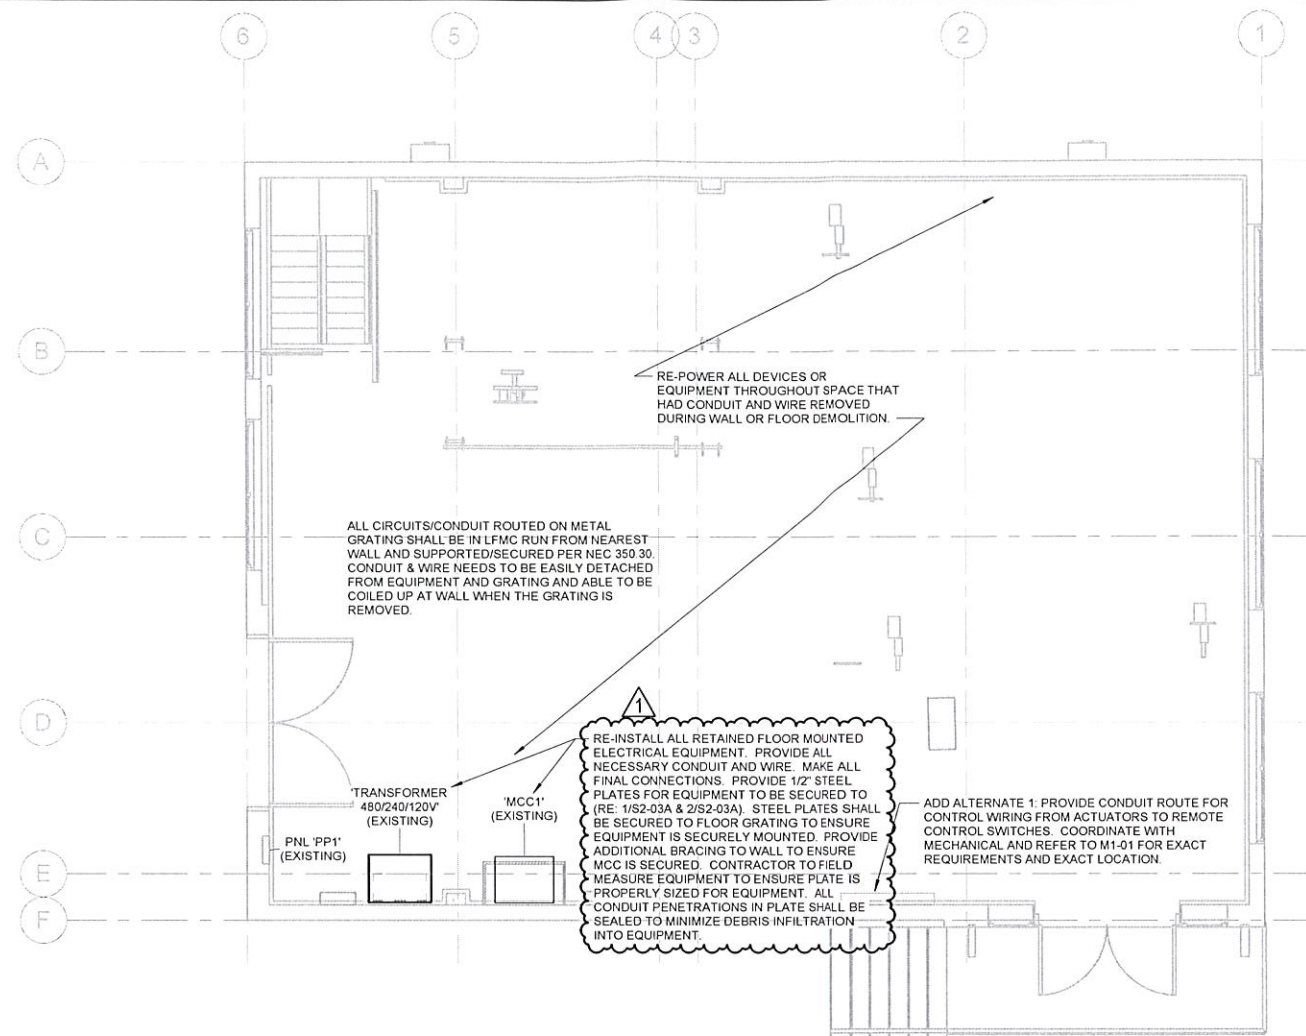 6
5
4
3
2
1
A
B
RE-POWER ALL DEVICES OR
EQUIPMENT THROUGHOUT SPACE THAT
HAD CONDUIT AND WIRE REMOVED
DURING WALL OR FLOOR DEMOLITION.
C
ALL CIRCUITS/CONDUIT ROUTED ON METAL
GRATING SHALL BE IN LFMC RUN FROM NEAREST
WALL AND SUPPORTED/SECURED PER NEC 350.30.
CONDUIT & WIRE NEEDS TO BE EASILY DETACHED
FROM EQUIPMENT AND GRATING AND ABLE TO BE
COILED UP AT WALL WHEN THE GRATING IS
REMOVED.
D
1
RE-INSTALL ALL RETAINED FLOOR MOUNTED
ELECTRICAL EQUIPMENT. PROVIDE ALL
NECESSARY CONDUIT AND WIRE. MAKE ALL
FINAL CONNECTIONS. PROVIDE 1/2" STEEL
PLATES FOR EQUIPMENT TO BE SECURED TO
(RE: 1/S2-03A & 2/S2-03A). STEEL PLATES SHALL
BE SECURED TO FLOOR GRATING TO ENSURE
EQUIPMENT IS SECURELY MOUNTED. PROVIDE
ADDITIONAL BRACING TO WALL TO ENSURE
MCC IS SECURED. CONTRACTOR TO FIELD
MEASURE EQUIPMENT TO ENSURE PLATE IS
PROPERLY SIZED FOR EQUIPMENT. ALL
CONDUIT PENETRATIONS IN PLATE SHALL BE
SEALED TO MINIMIZE DEBRIS INFILTRATION
INTO EQUIPMENT.
'TRANSFORMER
480/240/120V'
(EXISTING)
'MCC1'
(EXISTING)
PNL 'PP1'
(EXISTING)
ADD ALTERNATE 1: PROVIDE CONDUIT ROUTE FOR
CONTROL WIRING FROM ACTUATORS TO REMOTE
CONTROL SWITCHES. COORDINATE WITH
MECHANICAL AND REFER TO M1-01 FOR EXACT
REQUIREMENTS AND EXACT LOCATION.
E
F